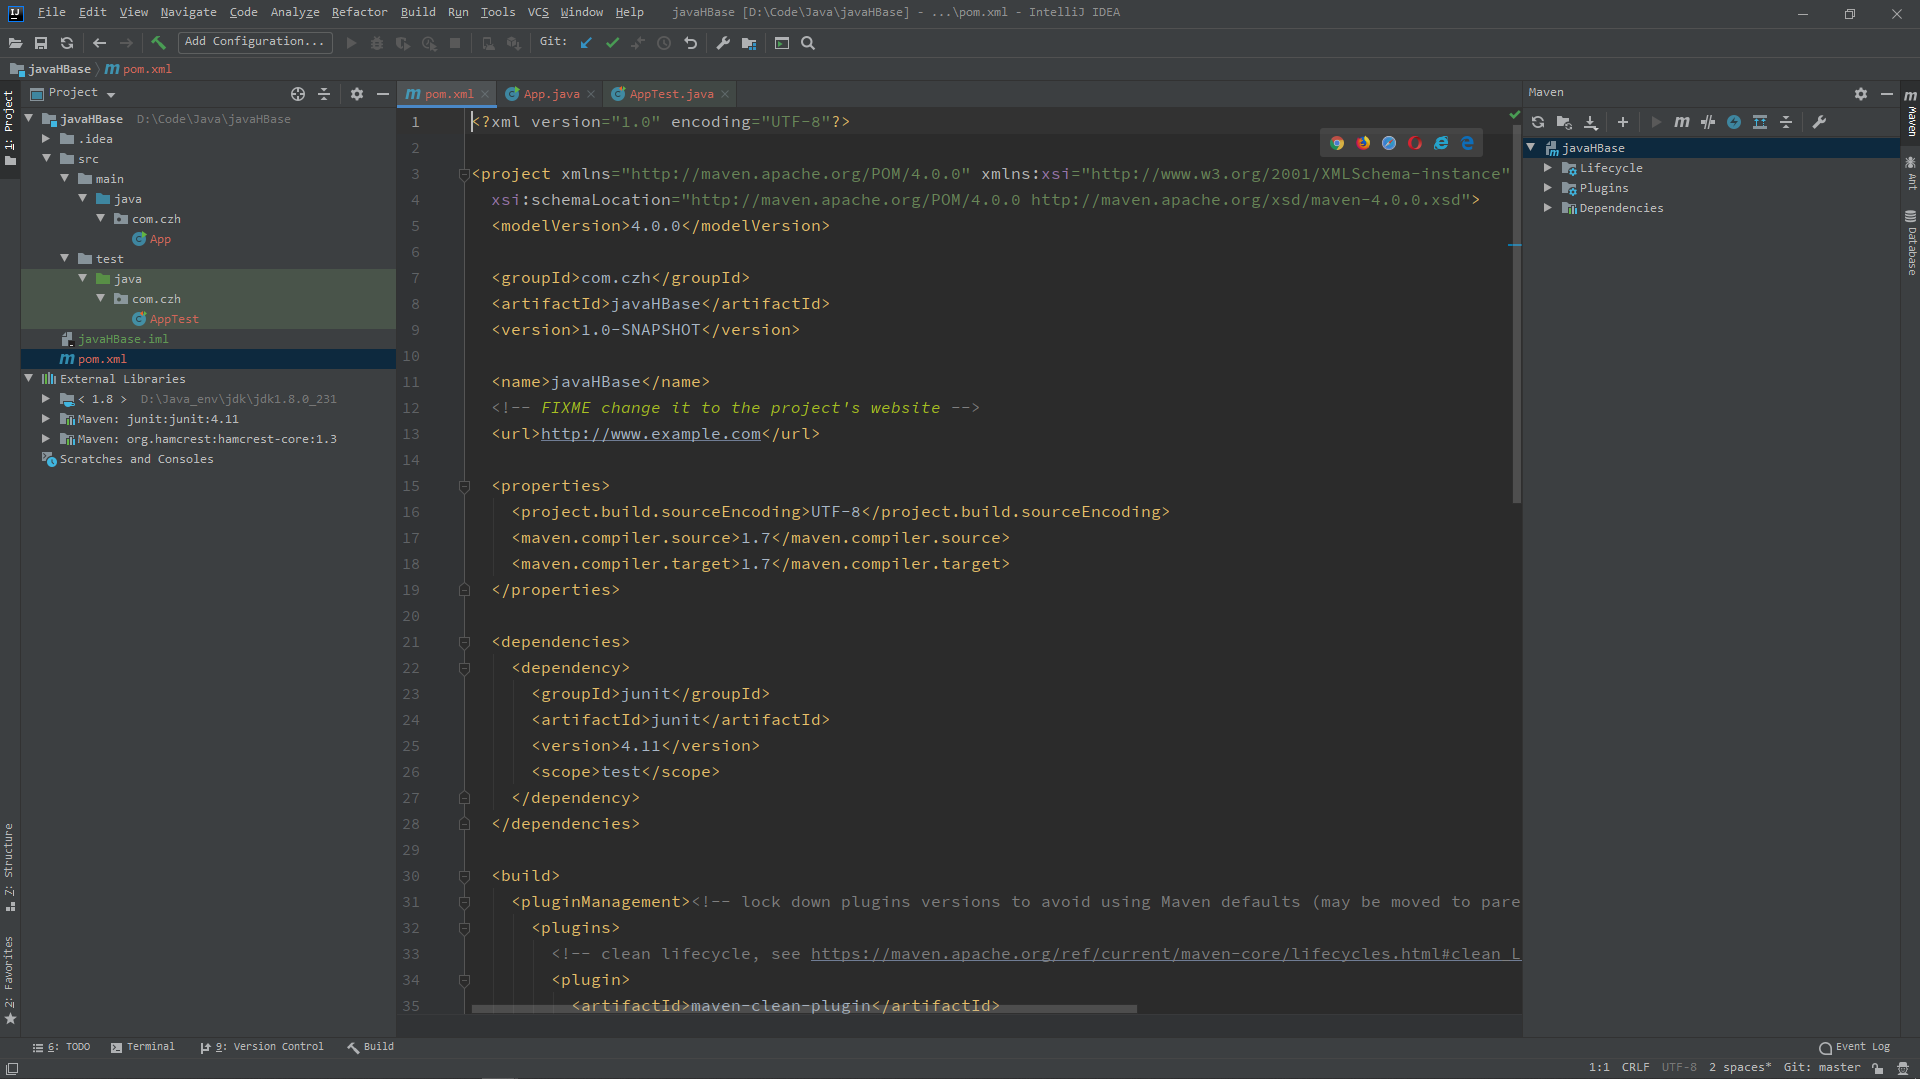 File Edit View Navigate Code Analyze Refactor Build Run Tools VCS Window Help javaHBase [D:\Code\Java\javaHBase] - ...\pom.xml - IntelliJ IDEA
Add Configuration... Git:
javaHBase m pom.xml
Project
m pom.xml
App.java
AppTest.java
Maven
1: Project
javaHBase D:\Code\Java\javaHBase
.idea
src
main
java
com.czh
App
test
java
com.czh
AppTest
javaHBase.iml
m pom.xml
External Libraries
< 1.8 > D:\Java_env\jdk\jdk1.8.0_231
Maven: junit:junit:4.11
Maven: org.hamcrest:hamcrest-core:1.3
Scratches and Consoles
Z: Structure
2: Favorites
1 <?xml version="1.0" encoding="UTF-8"?>
2
3 <project xmlns="http://maven.apache.org/POM/4.0.0" xmlns:xsi="http://www.w3.org/2001/XMLSchema-instance"
4 xsi:schemaLocation="http://maven.apache.org/POM/4.0.0 http://maven.apache.org/xsd/maven-4.0.0.xsd">
5 <modelVersion>4.0.0</modelVersion>
6
7 <groupId>com.czh</groupId>
8 <artifactId>javaHBase</artifactId>
9 <version>1.0-SNAPSHOT</version>
10
11 <name>javaHBase</name>
12 <!-- FIXME change it to the project's website -->
13 <url>http://www.example.com</url>
14
15 <properties>
16 <project.build.sourceEncoding>UTF-8</project.build.sourceEncoding>
17 <maven.compiler.source>1.7</maven.compiler.source>
18 <maven.compiler.target>1.7</maven.compiler.target>
19 </properties>
20
21 <dependencies>
22 <dependency>
23 <groupId>junit</groupId>
24 <artifactId>junit</artifactId>
25 <version>4.11</version>
26 <scope>test</scope>
27 </dependency>
28 </dependencies>
29
30 <build>
31 <pluginManagement><!-- lock down plugins versions to avoid using Maven defaults (may be moved to pare
32 <plugins>
33 <!-- clean lifecycle, see https://maven.apache.org/ref/current/maven-core/lifecycles.html#clean_L
34 <plugin>
35 <artifactId>maven-clean-plugin</artifactId>
javaHBase
Lifecycle
Plugins
Dependencies
m Maven
Ant
Database
6: TODO Terminal 9: Version Control Build Event Log
1:1 CRLF UTF-8 2 spaces* Git: master